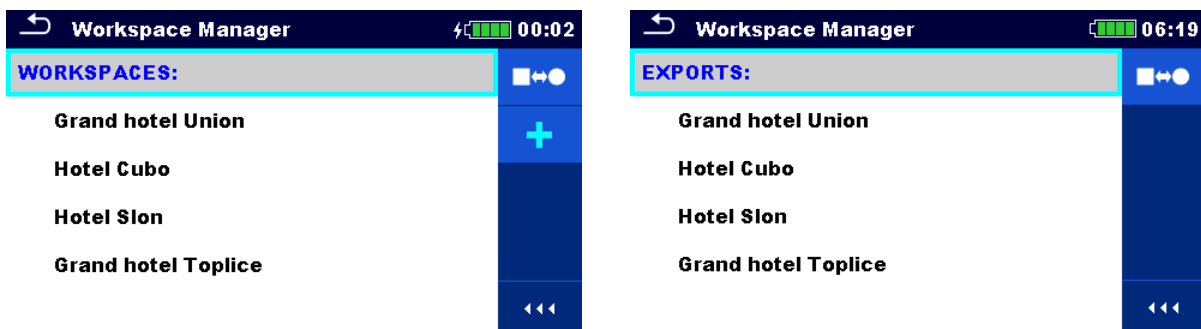 Workspace Manager 00:02
WORKSPACES:
Grand hotel Union
Hotel Cubo
Hotel Slon
Grand hotel Toplice
Workspace Manager 06:19
EXPORTS:
Grand hotel Union
Hotel Cubo
Hotel Slon
Grand hotel Toplice